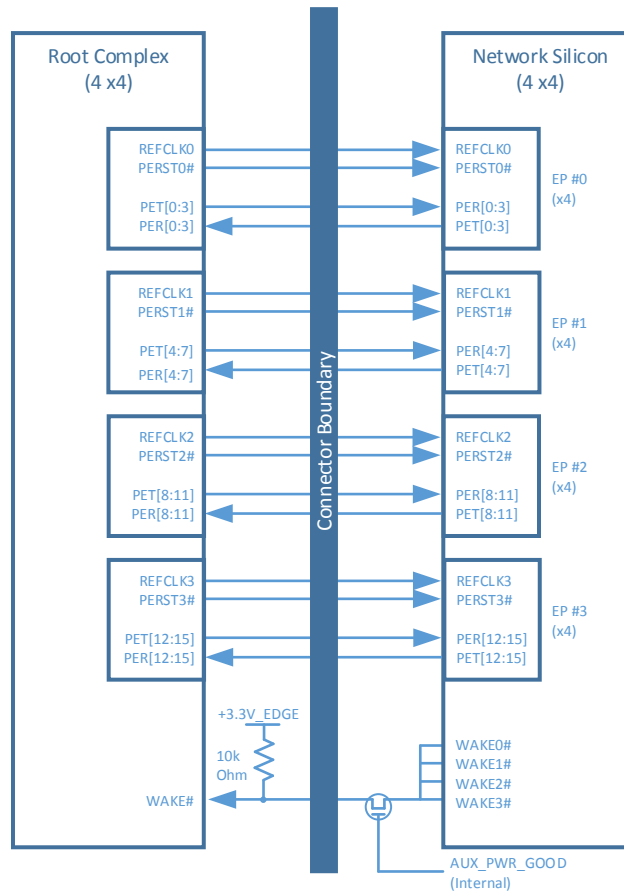 Root Complex
(4 x4)
REFCLK0
PERST0#
PET[0:3]
PER[0:3]
REFCLK1
PERST1#
PET[4:7]
PER[4:7]
REFCLK2
PERST2#
PET[8:11]
PER[8:11]
REFCLK3
PERST3#
PET[12:15]
PER[12:15]
+3.3V_EDGE
10k
Ohm
WAKE#
Connector Boundary
Network Silicon
(4 x4)
REFCLK0
PERST0#
PER[0:3]
PET[0:3]
EP #0
(x4)
REFCLK1
PERST1#
PER[4:7]
PET[4:7]
EP #1
(x4)
REFCLK2
PERST2#
PER[8:11]
PET[8:11]
EP #2
(x4)
REFCLK3
PERST3#
PER[12:15]
PET[12:15]
EP #3
(x4)
WAKE0#
WAKE1#
WAKE2#
WAKE3#
AUX_PWR_GOOD
(Internal)